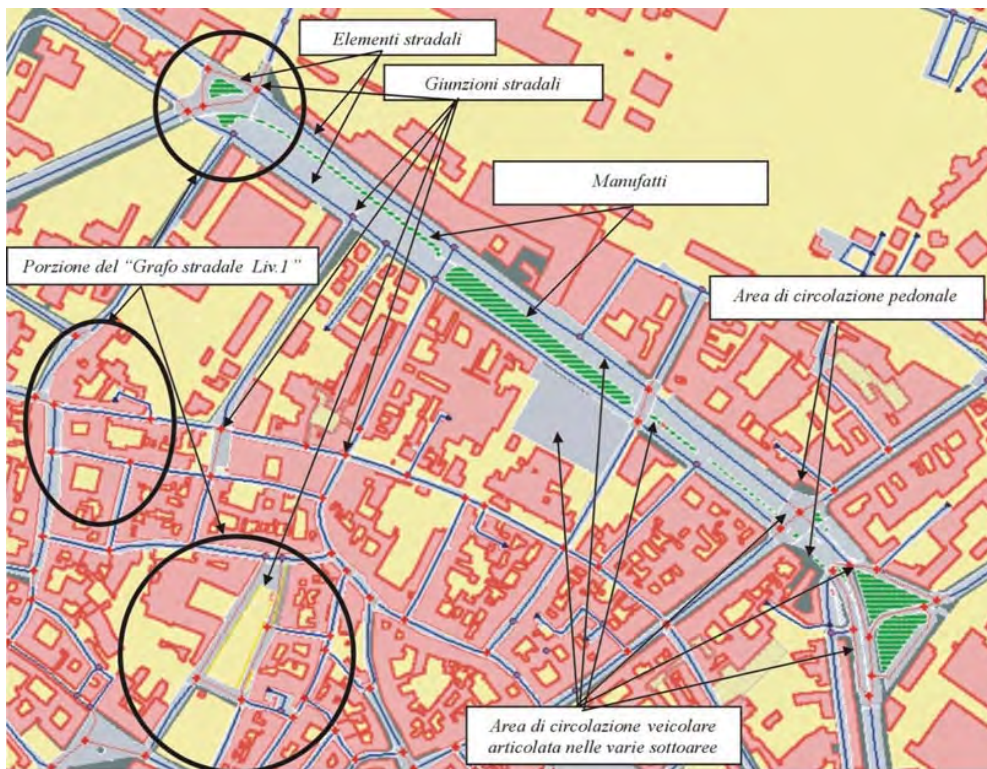 Elementi stradali
Giunzioni stradali
Manufatti
Porzione del “Grafo stradale Liv.1”
Area di circolazione pedonale
Area di circolazione veicolare
articolata nelle varie sottoaree